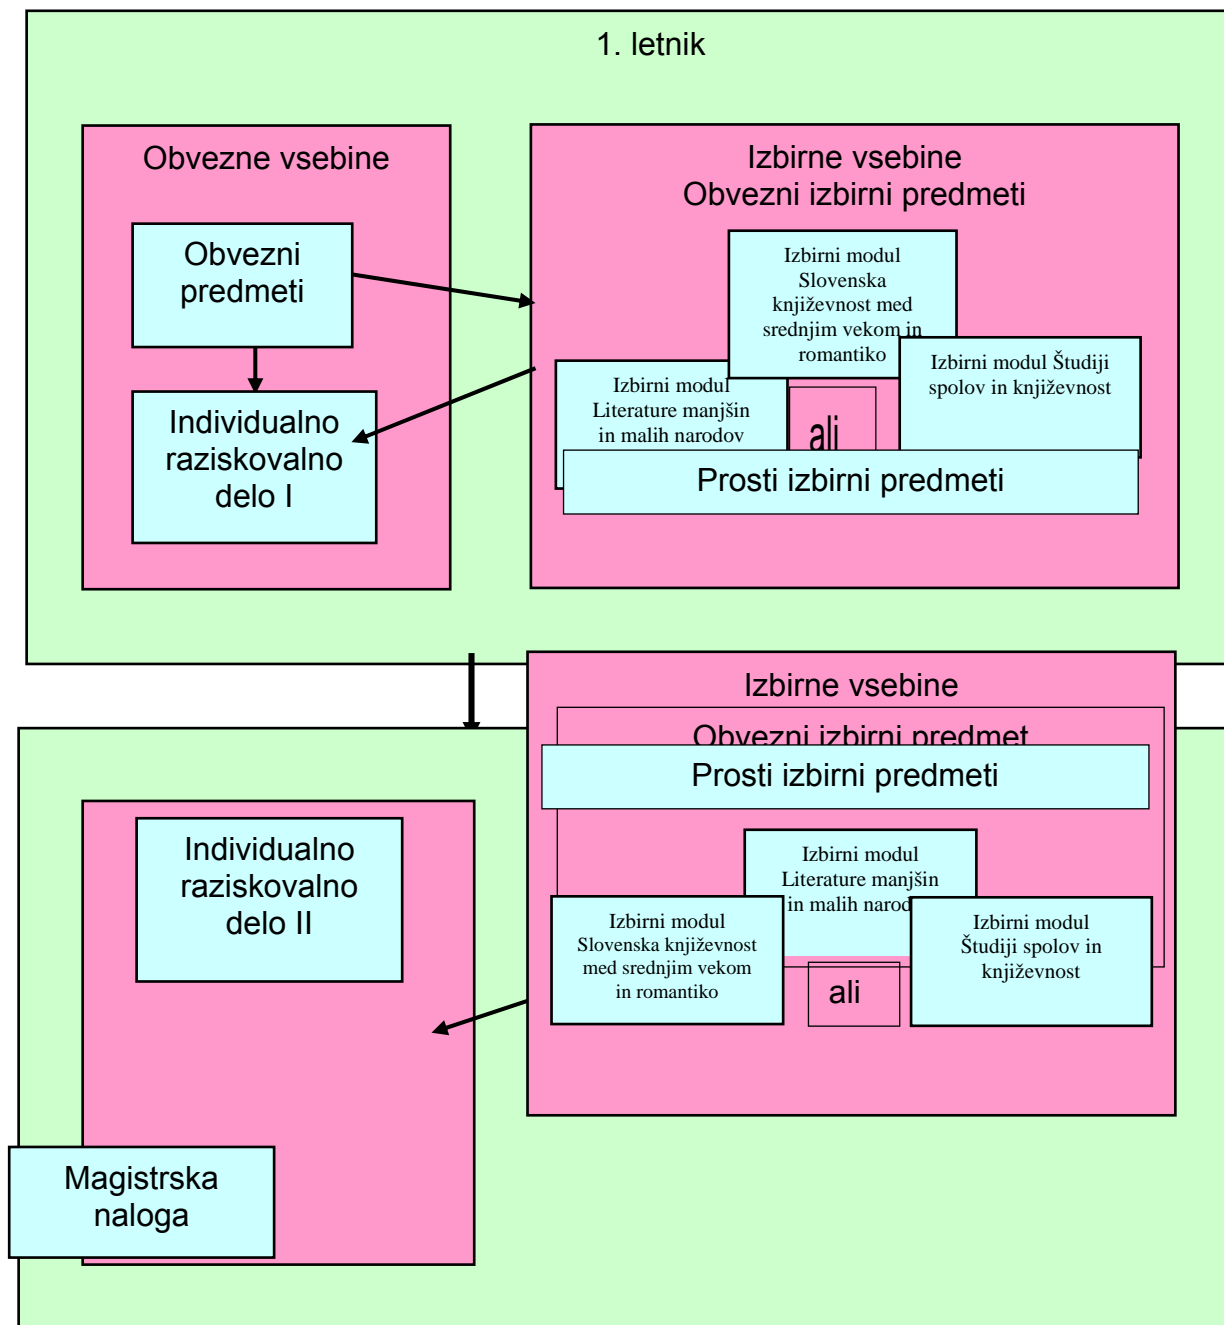 1. letnik
Obvezne vsebine
Obvezni
predmeti
Individualno
raziskovalno
delo I
Izbirne vsebine
Obvezni izbirni predmeti
Izbirni modul
Slovenska
književnost med
srednjim vekom in
romantiko
Izbirni modul
Literature manjšin
in malih narodov
ali
Izbirni modul Študiji
spolov in književnost
Prosti izbirni predmeti
Izbirne vsebine
Obvezni izbirni predmet
Prosti izbirni predmeti
Izbirni modul
Literature manjšin
in malih narodo
Izbirni modul
Slovenska književnost
med srednjim vekom
in romantiko
ali
Izbirni modul
Študiji spolov in
književnost
Individualno
raziskovalno
delo II
Magistrska
naloga